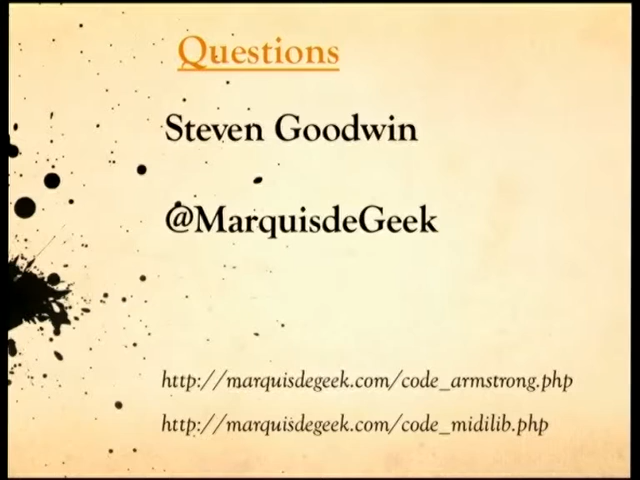 Questions
Steven Goodwin
@MarquisdeGeek
http://marquisdegeek.com/code_armstrong.php
http://marquisdegeek.com/code_midilib.php